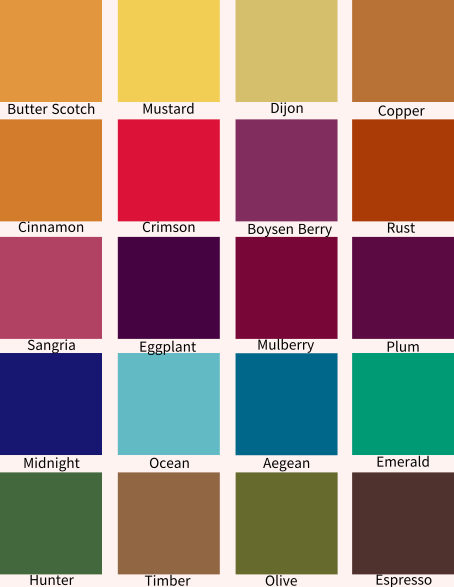 Butter Scotch
Mustard
Dijon
Copper
Cinnamon
Crimson
Boysen Berry
Rust
Sangria
Eggplant
Mulberry
Plum
Midnight
Ocean
Aegean
Emerald
Hunter
Timber
Olive
Espresso